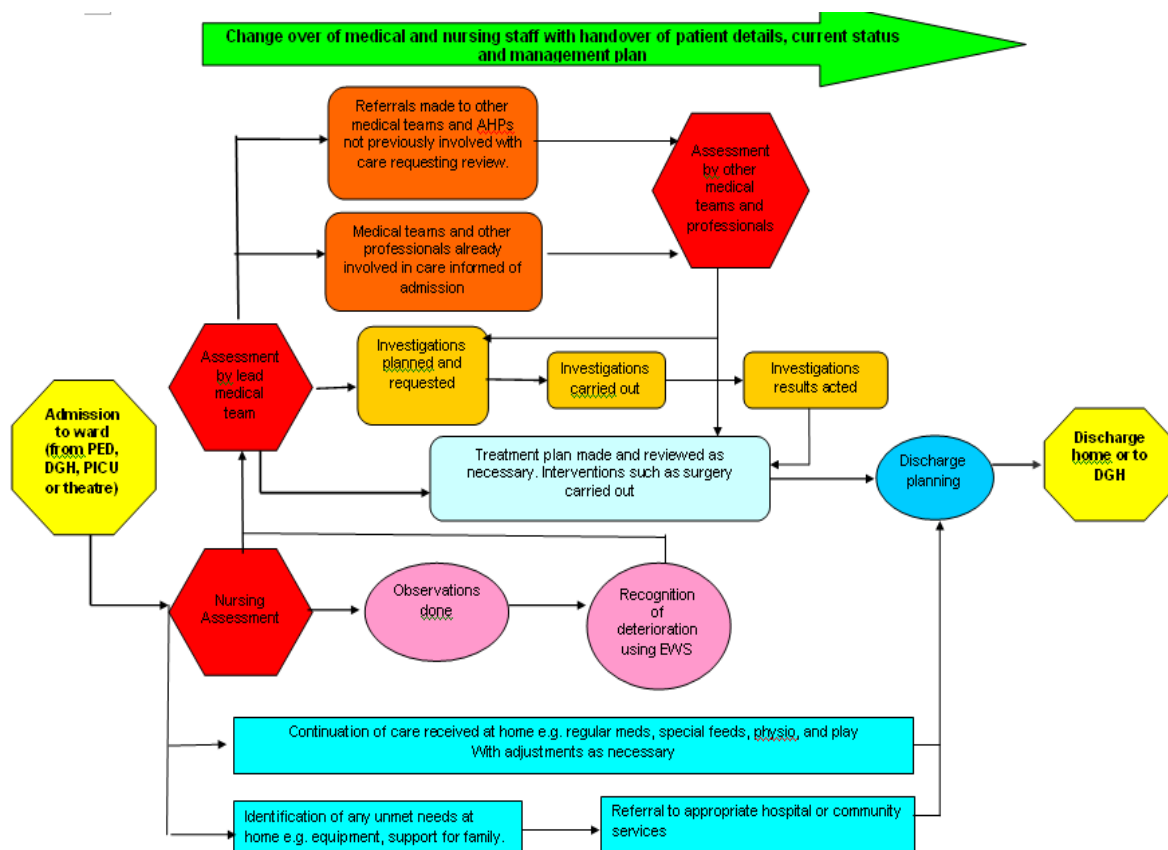 Change over of medical and nursing staff with handover of patient details, current status
and management plan
Referrals made to other
medical teams and AHPs
not previously involved with
care requesting review.
Assessment
by other
medical
teams and
professionals
Medical teams and other
professionals already
involved in care informed of
admission
Assessment
by lead
medical
team
Investigations
planned and
requested
Investigations
carried out
Investigations
results acted
Admission
to ward
(from PED,
DGH, PICU
or theatre)
Treatment plan made and reviewed as
necessary. Interventions such as surgery
carried out
Discharge
planning
Discharge
home or to
DGH
Nursing
Assessment
Observations
done
Recognition
of
deterioration
using EWS
Continuation of care received at home e.g. regular meds, special feeds, physio, and play
With adjustments as necessary
Identification of any unmet needs at
home e.g. equipment, support for family.
Referral to appropriate hospital or community
services